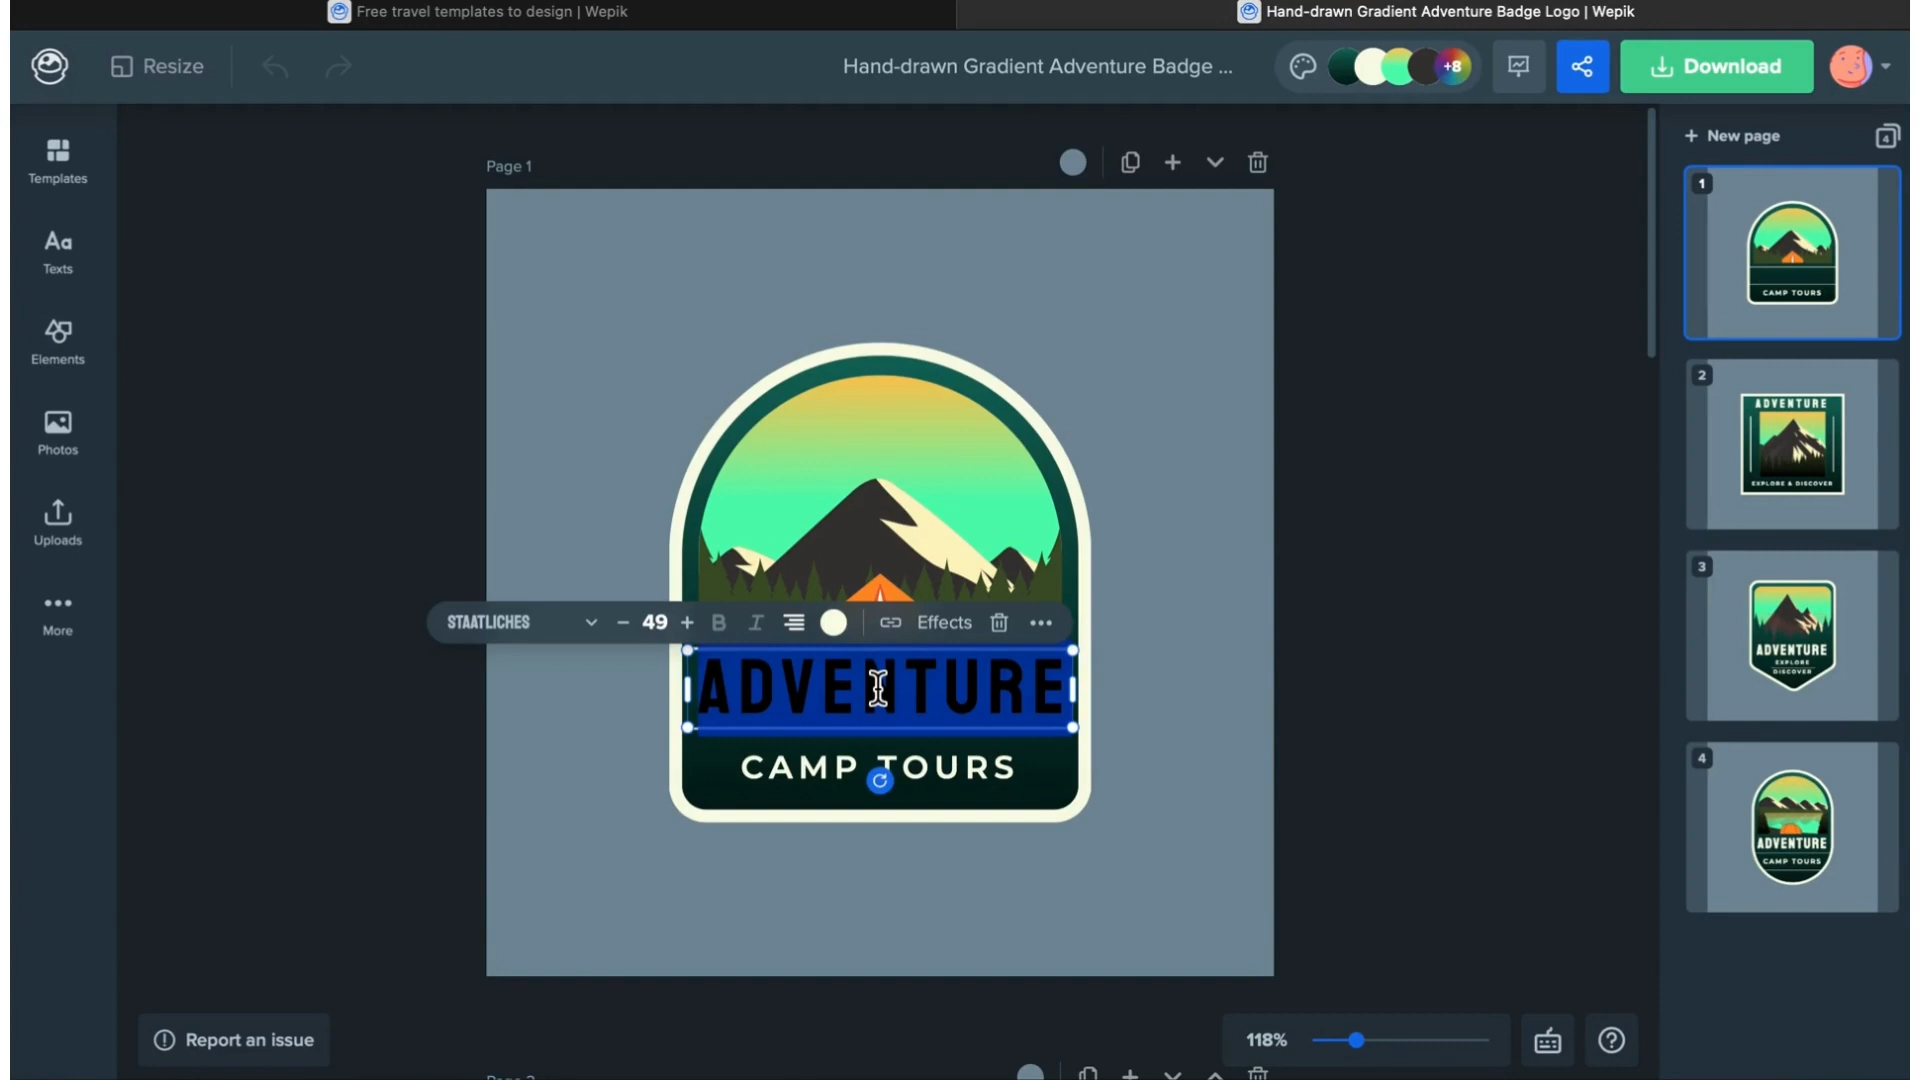 Free travel templates to design | Wepik
Hand-drawn Gradient Adventure Badge Logo | Wepik
Resize
Hand-drawn Gradient Adventure Badge ...
+8
Download
Templates
Texts
Elements
Photos
Uploads
More
Page 1
STAATLICHES
49
B I
Effects
ADVENTURE
CAMP TOURS
New page
4
1
CAMP TOURS
2
ADVENTURE
EXPLORE & DISCOVER
3
ADVENTURE
EXPLORE
DISCOVER
4
ADVENTURE
CAMP TOURS
Report an issue
118%